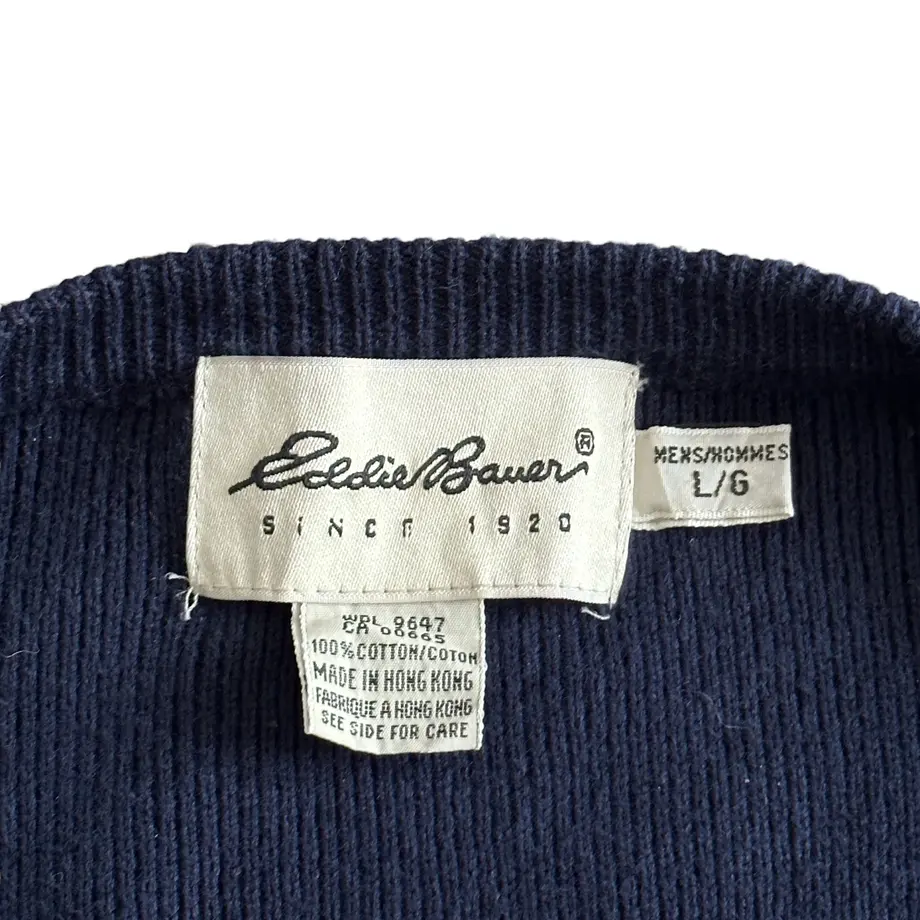 Eddie Bauer®
SINCE 1920
MENS/HOMMES
L/G
WPL 9647
CA 00665
100% COTTON/COTON
MADE IN HONG KONG
FABRIQUE A HONG KONG
SEE SIDE FOR CARE